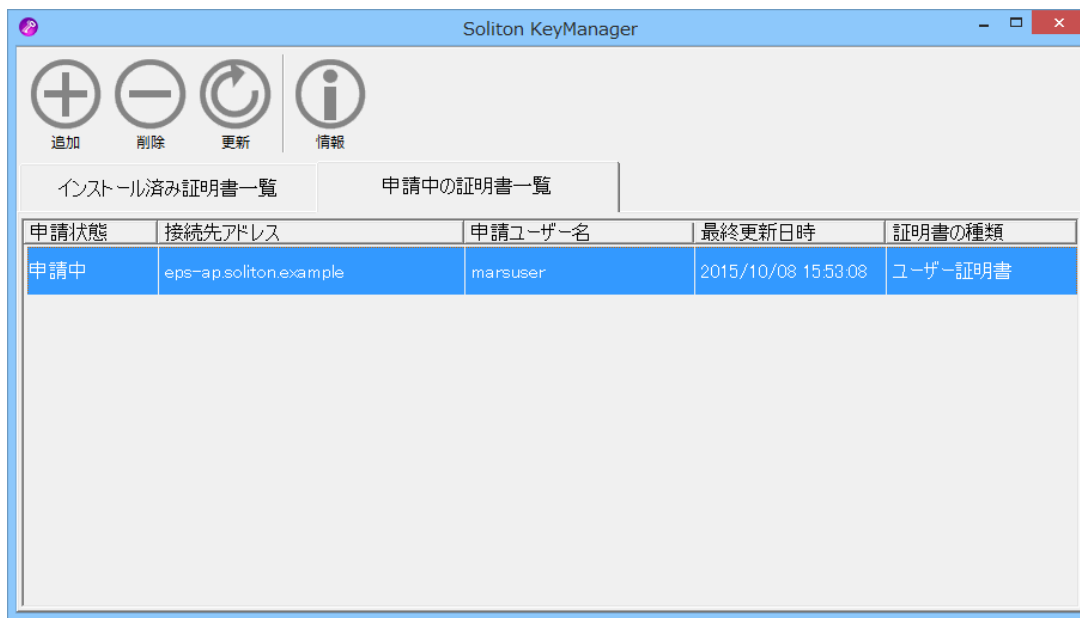 Soliton KeyManager
追加 削除 更新 情報
インストール済み証明書一覧 申請中の証明書一覧
申請状態 接続先アドレス 申請ユーザー名 最終更新日時 証明書の種類
申請中 eps-ap.soliton.example marsuser 2015/10/08 15:53:08 ユーザー証明書